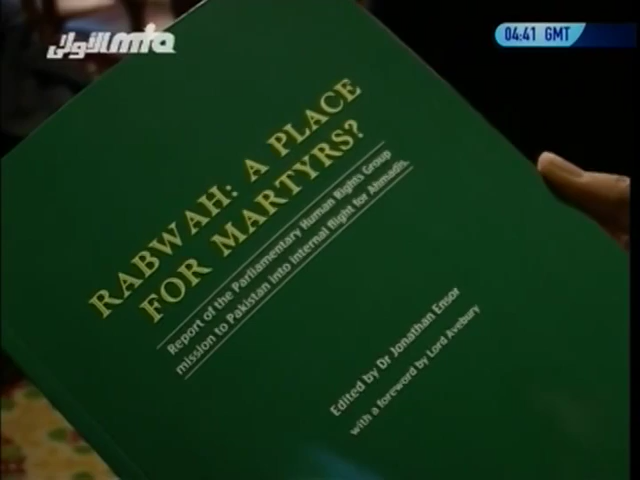 الأولى mta
04:41 GMT
RABWAH: A PLACE
FOR MARTYRS?
Report of the Parliamentary Human Rights Group
mission to Pakistan into internal flight for Ahmadis.
Edited by Dr Jonathan Ensor
with a foreword by Lord Avebury